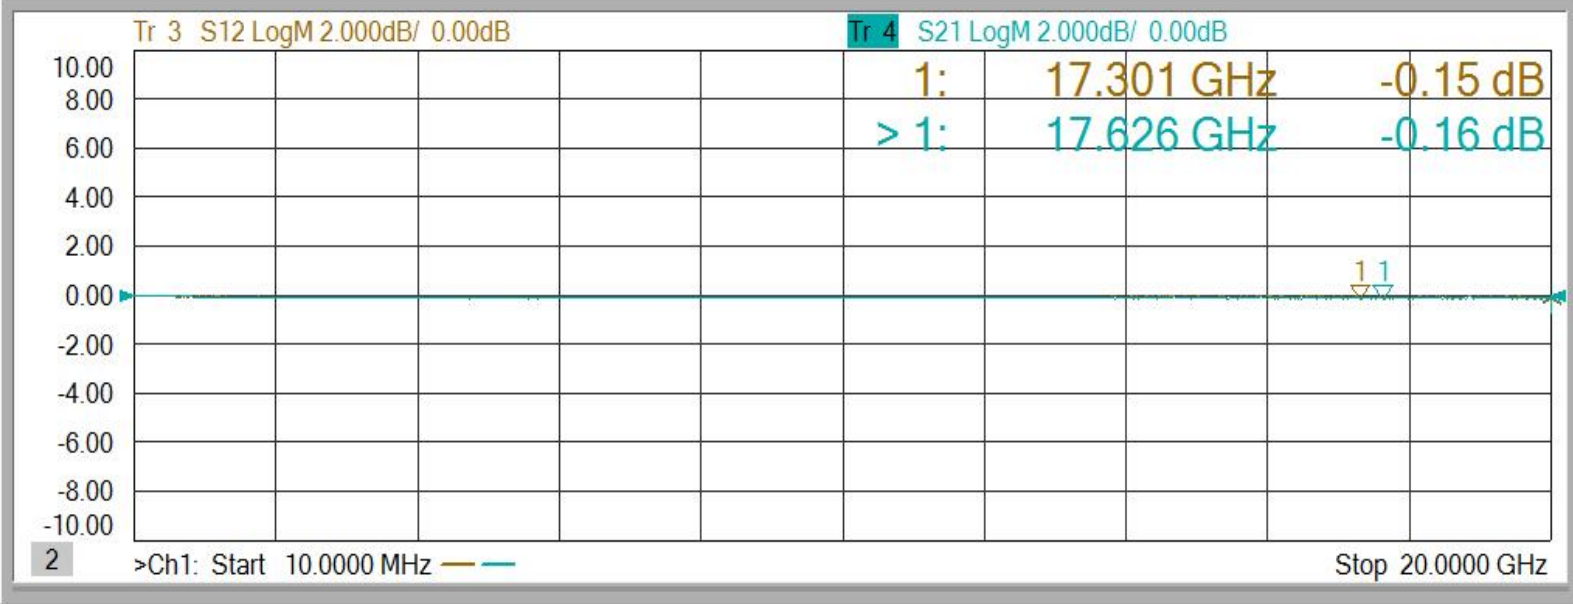 Tr 3 S12 LogM 2.000dB/ 0.00dB
Tr 4 S21 LogM 2.000dB/ 0.00dB
1: 17.301 GHz -0.15 dB
> 1: 17.626 GHz -0.16 dB
10.00
8.00
6.00
4.00
2.00
0.00
-2.00
-4.00
-6.00
-8.00
-10.00
1 1
2
>Ch1: Start 10.0000 MHz
Stop 20.0000 GHz